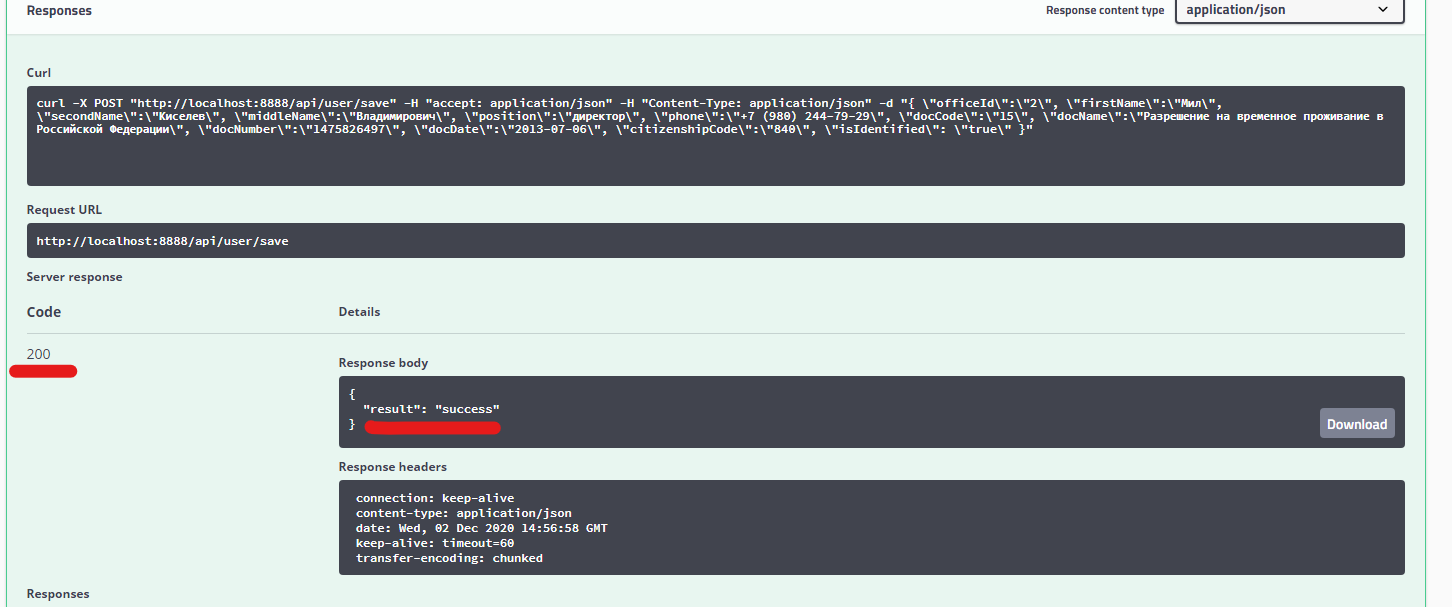 Responses
Response content type
application/json
Curl
curl -X POST "http://localhost:8888/api/user/save" -H "accept: application/json" -H "Content-Type: application/json" -d "{ \"officeId\":\"2\", \"firstName\":\"Мил\",
\"secondName\":\"Киселев\", \"middleName\":\"Владимирович\", \"position\":\"директор\", \"phone\":\"+7 (980) 244-79-29\", \"docCode\":\"15\", \"docName\":\"Разрешение на временное проживание в
Российской Федерации\", \"docNumber\":\"1475826497\", \"docDate\":\"2013-07-06\", \"citizenshipCode\":\"840\", \"isIdentified\": \"true\" }"
Request URL
http://localhost:8888/api/user/save
Server response
Code
Details
200
Response body
{
"result": "success"
}
Download
Response headers
connection: keep-alive
content-type: application/json
date: Wed, 02 Dec 2020 14:56:58 GMT
keep-alive: timeout=60
transfer-encoding: chunked
Responses